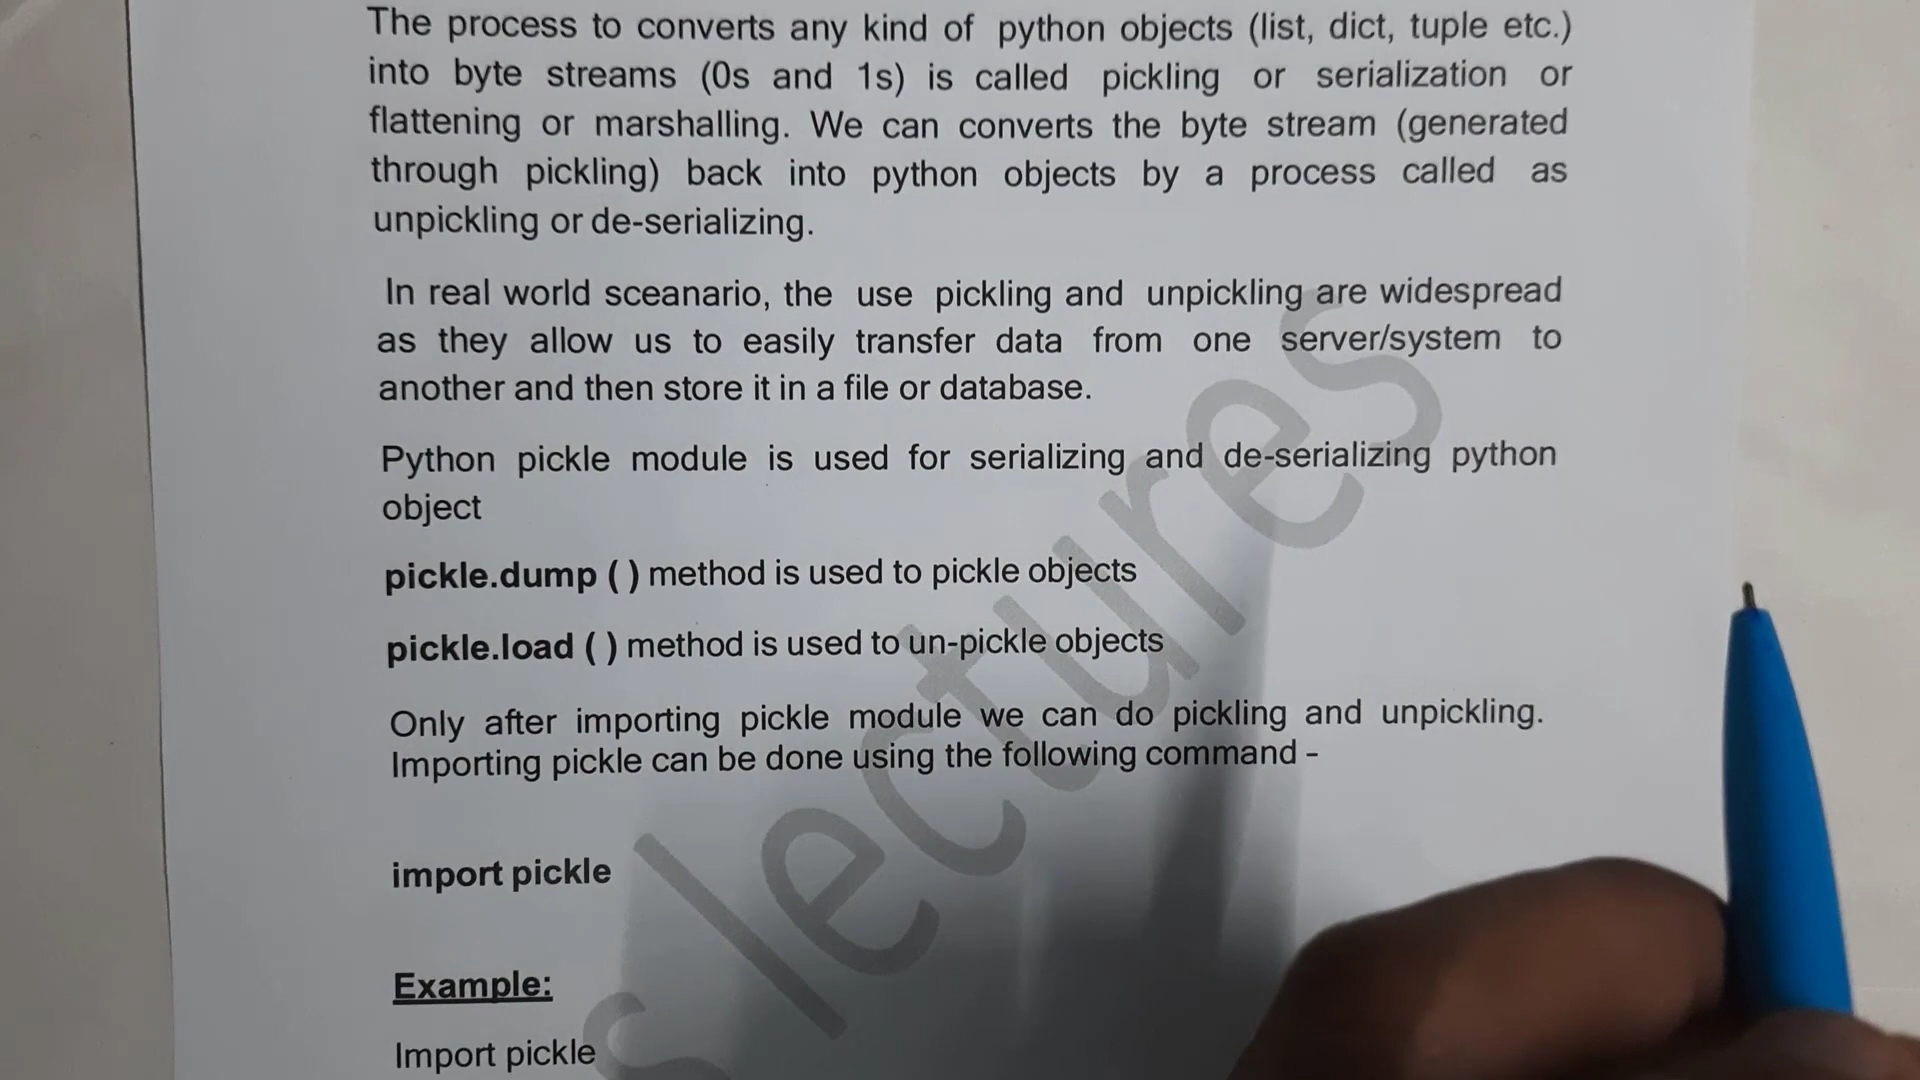 The process to converts any kind of python objects (list, dict, tuple etc.)
into byte streams (0s and 1s) is called pickling or serialization or
flattening or marshalling. We can converts the byte stream (generated
through pickling) back into python objects by a process called as
unpickling or de-serializing.
In real world sceanario, the use pickling and unpickling are widespread
as they allow us to easily transfer data from one server/system to
another and then store it in a file or database.
Python pickle module is used for serializing and de-serializing python
object
pickle.dump ( ) method is used to pickle objects
pickle.load ( ) method is used to un-pickle objects
Only after importing pickle module we can do pickling and unpickling.
Importing pickle can be done using the following command -
import pickle
Example:
Import pickle
s lectures